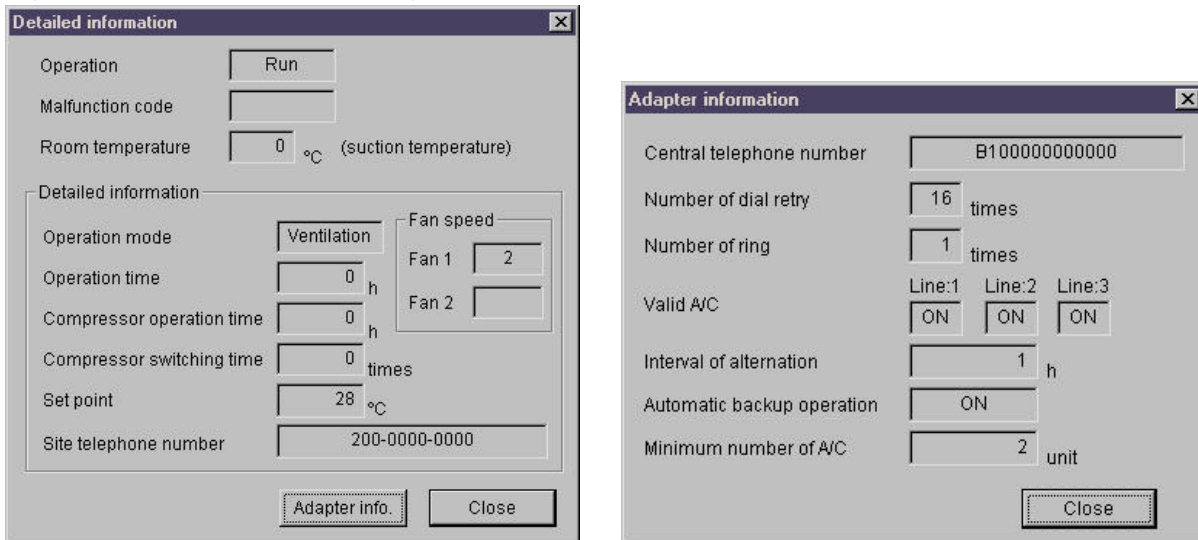 Detailed information
Operation Run
Malfunction code
Room temperature 0 °C (suction temperature)
Detailed information
Operation mode Ventilation
Operation time 0 h
Compressor operation time 0 h
Compressor switching time 0 times
Set point 28 °C
Site telephone number 200-0000-0000
Fan speed
Fan 1 2
Fan 2
Adapter info. Close
Adapter information
Central telephone number B100000000000
Number of dial retry 16 times
Number of ring 1 times
Line:1 Line:2 Line:3
Valid A/C ON ON ON
Interval of alternation 1 h
Automatic backup operation ON
Minimum number of A/C 2 unit
Close